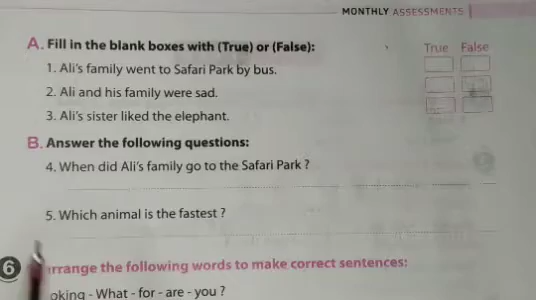 MONTHLY ASSESSMENTS
A. Fill in the blank boxes with (True) or (False): True False
1. Ali's family went to Safari Park by bus.
2. Ali and his family were sad.
3. Ali's sister liked the elephant.
B. Answer the following questions:
4. When did Ali's family go to the Safari Park ?
5. Which animal is the fastest ?
6 rrange the following words to make correct sentences:
oking - What - for - are - you ?